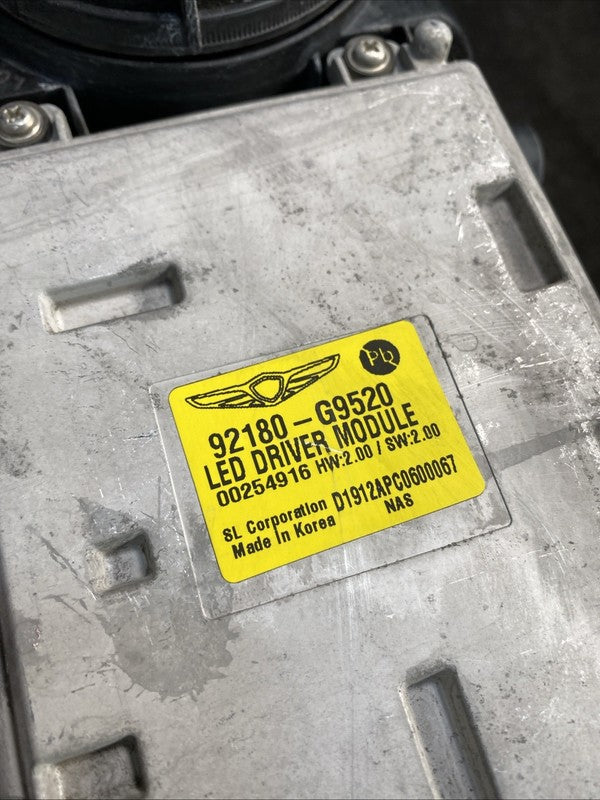 Pb
92180-G9520
LED DRIVER MODULE
00254916 HW:2.00 / SW:2.00
SL Corporation D1912APC0600067
Made In Korea NAS